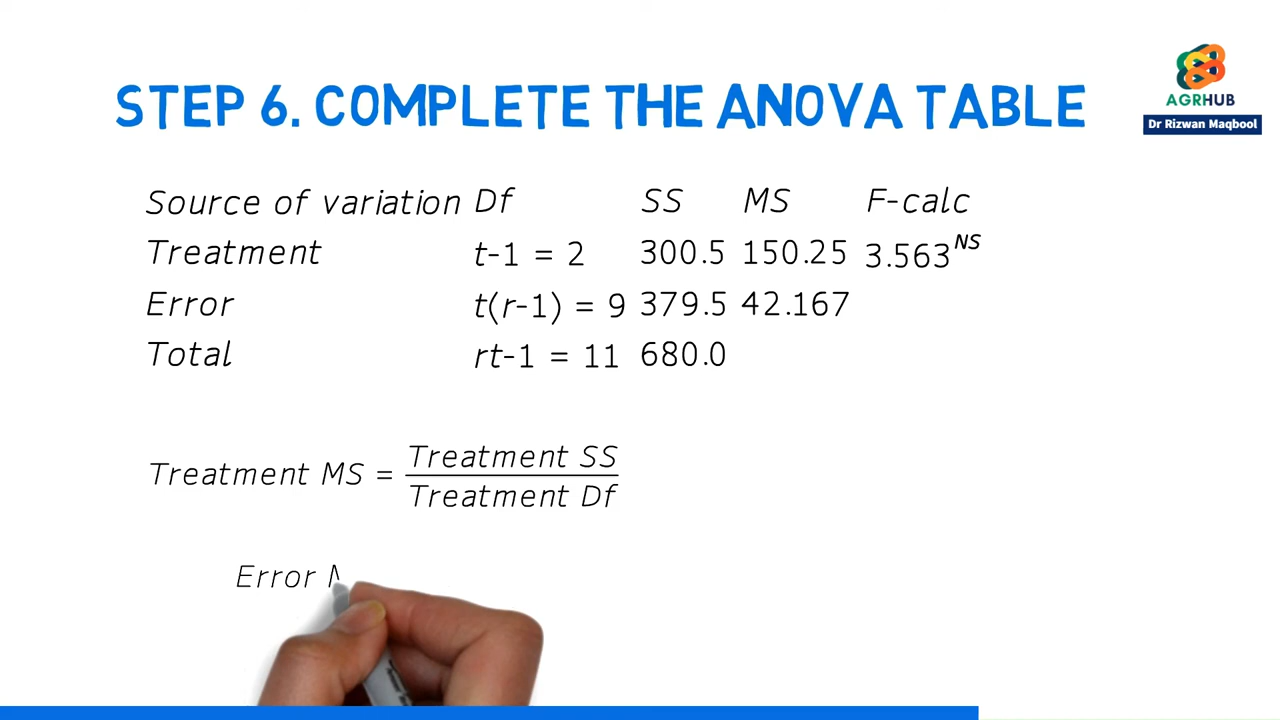 STEP 6. COMPLETE THE ANOVA TABLE
AGRHUB
Dr Rizwan Maqbool
Source of variation Df SS MS F-calc
Treatment t-1 = 2 300.5 150.25 3.563^NS
Error t(r-1) = 9 379.5 42.167
Total rt-1 = 11 680.0
Treatment MS = Treatment SS
Treatment Df
Error